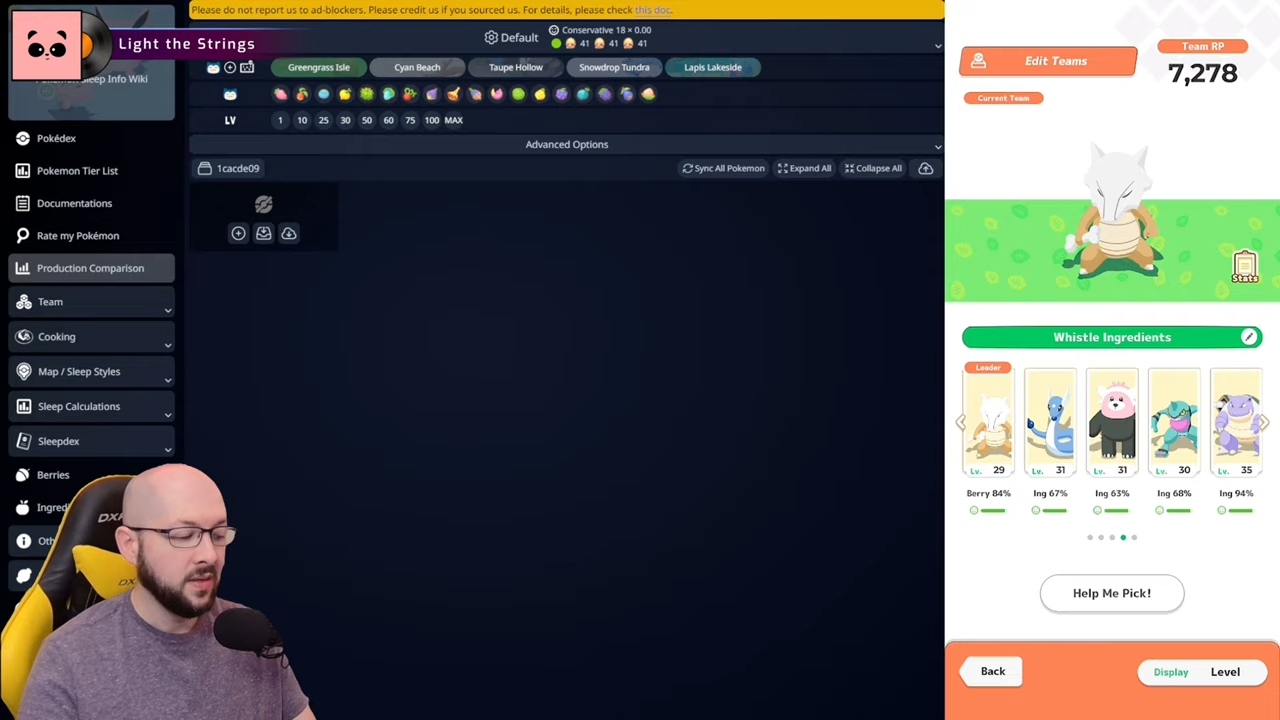 Please do not report us to ad-blockers. Please credit us if you sourced us. For details, please check this doc.
Light the Strings
Sleep Info Wiki
Default
Conservative 18 × 0.00
41 41 41
Greengrass Isle
Cyan Beach
Taupe Hollow
Snowdrop Tundra
Lapis Lakeside
LV 1 10 25 30 50 60 75 100 MAX
Advanced Options
1cacde09
Sync All Pokemon
Expand All
Collapse All
Pokédex
Pokemon Tier List
Documentations
Rate my Pokémon
Production Comparison
Team
Cooking
Map / Sleep Styles
Sleep Calculations
Sleepdex
Berries
Ingred
Oth
DX
DX
Edit Teams
Team RP
7,278
Current Team
Stats
Whistle Ingredients
Leader
Lv. 29
Lv. 31
Lv. 31
Lv. 30
Lv. 35
Berry 84%
Ing 67%
Ing 63%
Ing 68%
Ing 94%
Help Me Pick!
Back
Display
Level